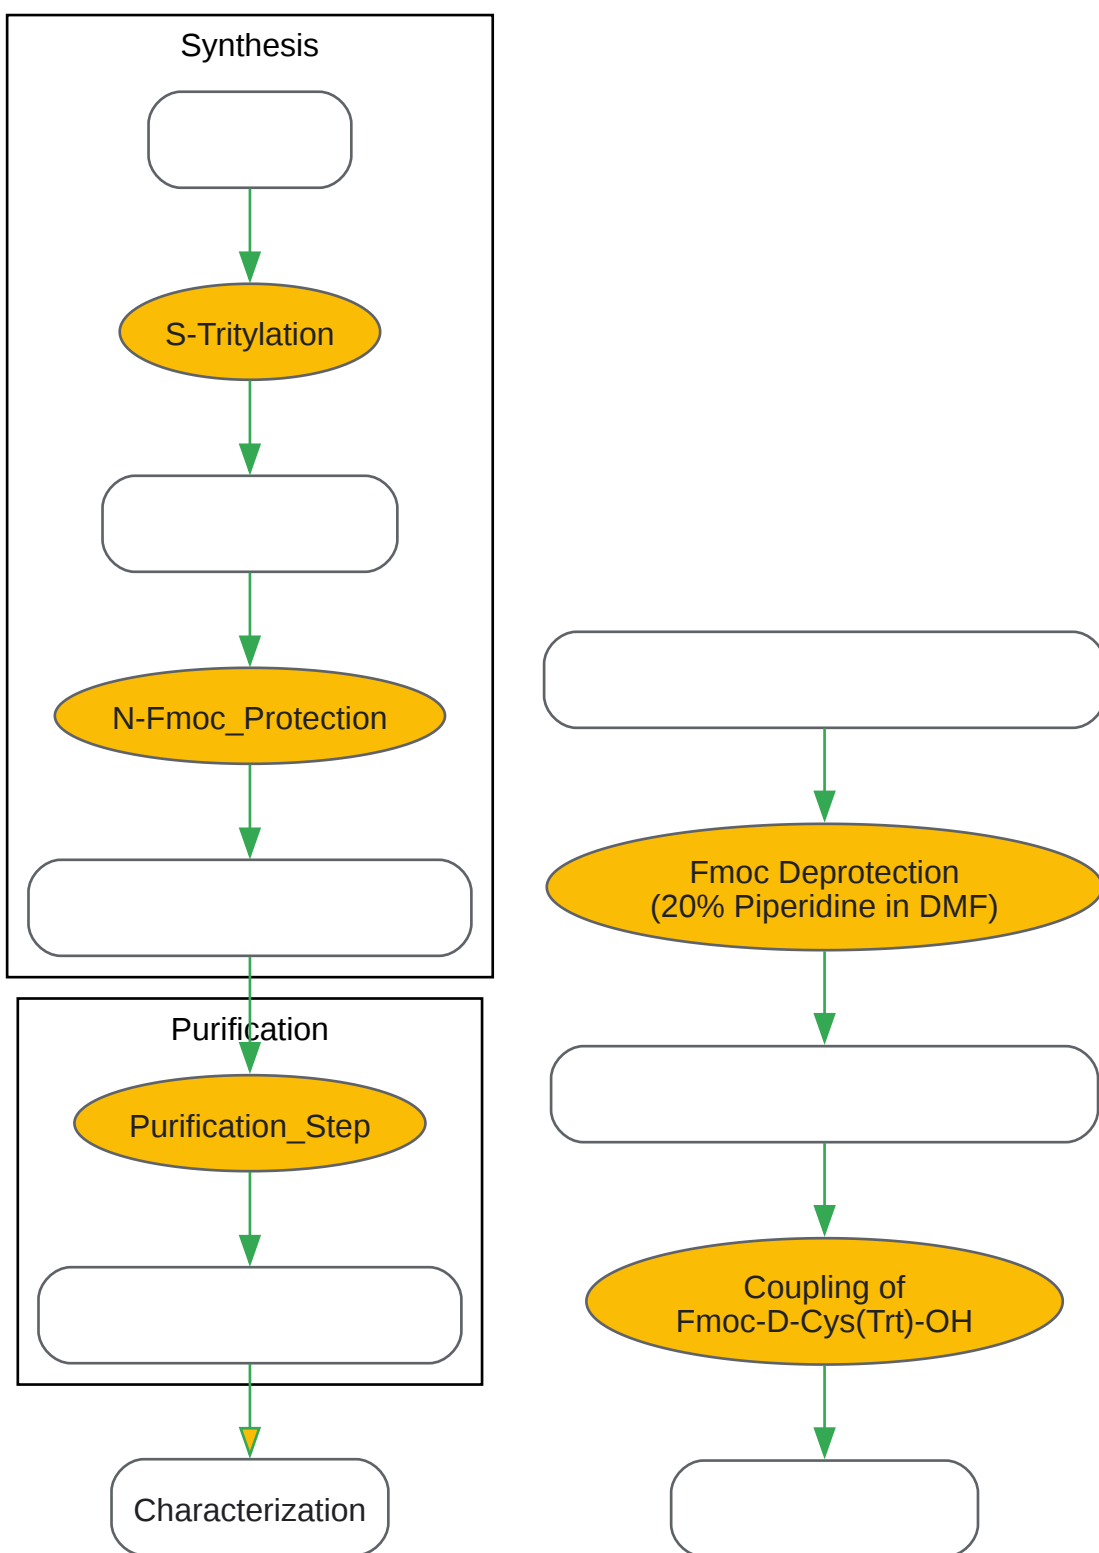 Synthesis
S-Tritylation
N-Fmoc_Protection
Purification
Purification_Step
Characterization
Fmoc Deprotection
(20% Piperidine in DMF)
Coupling of
Fmoc-D-Cys(Trt)-OH